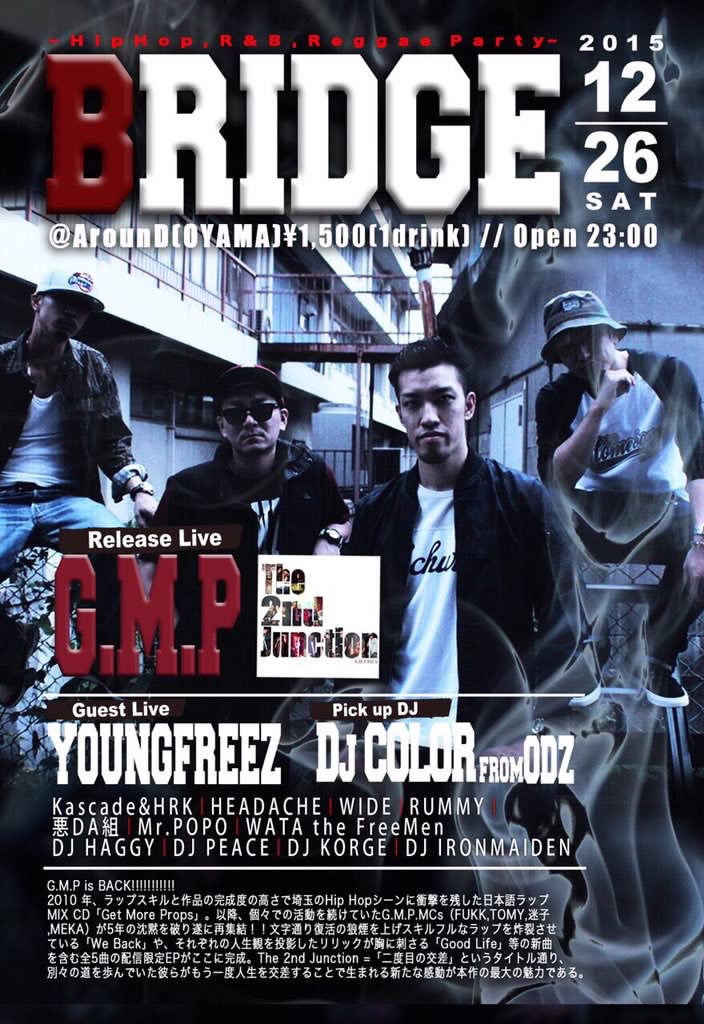 ~HipHop,R&B,Reggae Party~
2015
BRIDGE
12
26
SAT
@ArounD(OYAMA)¥1,500(1drink) // Open 23:00
Release Live
G.M.P
The
2nd
Junction
Guest Live
YOUNGFREEZ
Pick up DJ
DJ COLOR FROM ODZ
Kascade&HRK | HEADACHE | WIDE | RUMMY |
悪DA組 | Mr.POPO | WATA the FreeMen
DJ HAGGY | DJ PEACE | DJ KORGE | DJ IRONMAIDEN
G.M.P is BACK!!!!!!!!!!!
2010 年、ラップスキルと作品の完成度の高さで埼玉のHip Hopシーンに衝撃を残した日本語ラップ
MIX CD「Get More Props」。以降、個々での活動を続けていたG.M.P.MCs（FUKK,TOMY,迷子
,MEKA）が5年の沈黙を破り遂に再集結！！文字通り復活の狼煙を上げスキルフルなラップを炸裂させ
ている「We Back」や、それぞれの人生観を投影したリリックが胸に刺さる「Good Life」等の新曲
を含む全5曲の配信限定EPがここに完成。The 2nd Junction =「二度目の交差」というタイトル通り、
別々の道を歩んでいた彼らがもう一度人生を交差することで生まれる新たな感動が本作の最大の魅力である。